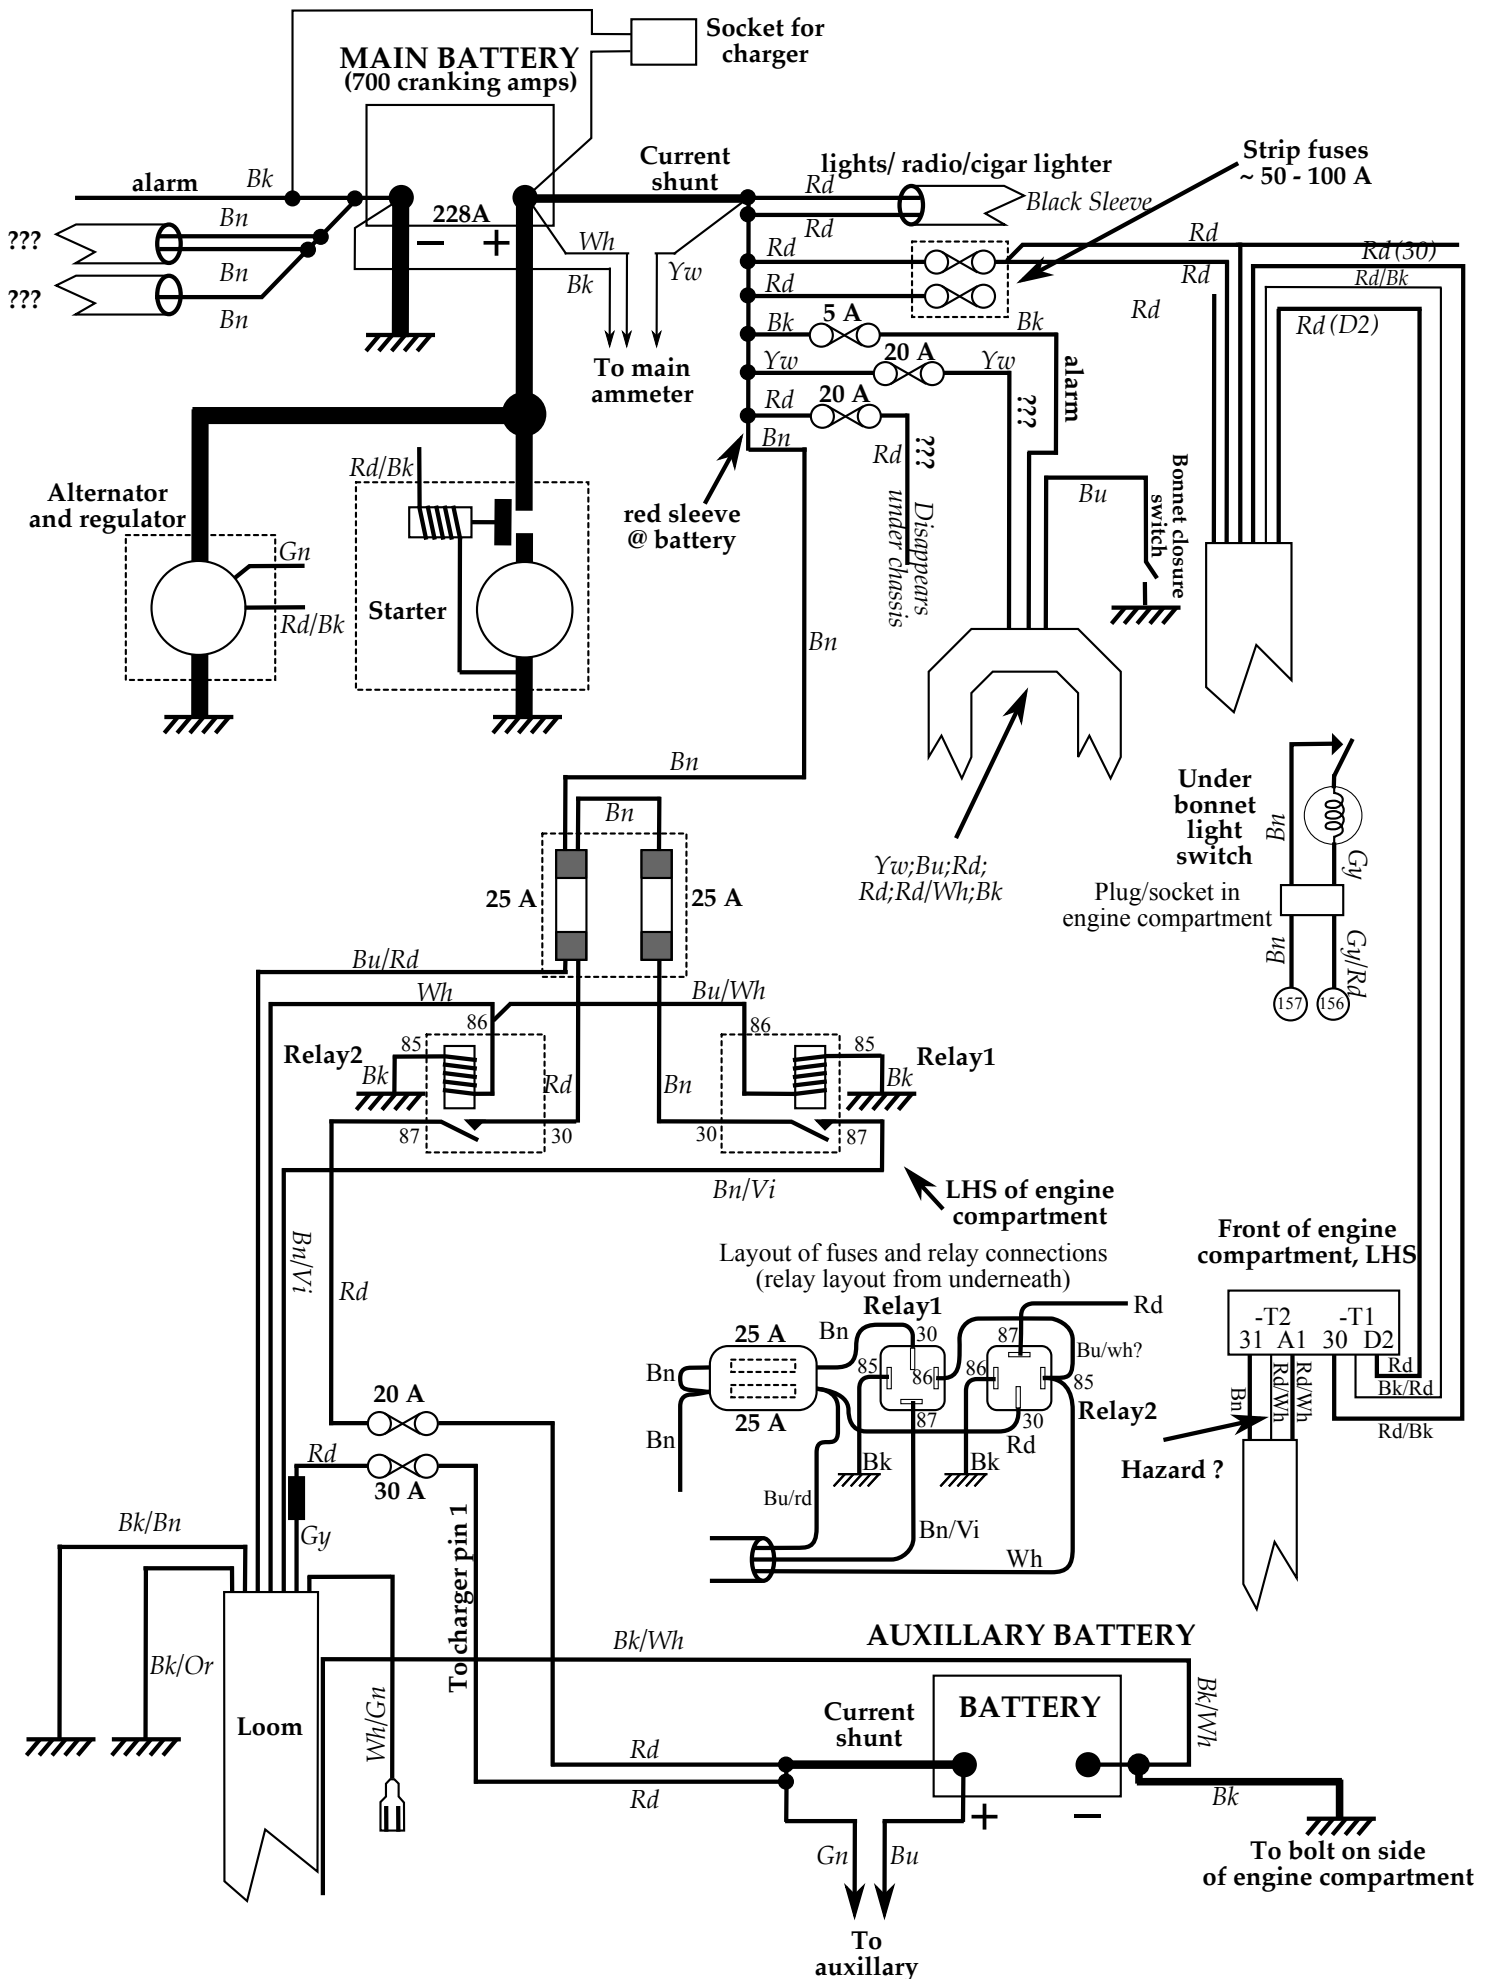 Socket for
charger
MAIN BATTERY
(700 cranking amps)
Current
shunt
lights/ radio/cigar lighter
Strip fuses
~ 50 - 100 A
alarm
Bk
Rd
Black Sleeve
Rd
???
Bn
Bn
228A
− +
Wh
Bk
Yw
Rd
Rd
Rd
Rd (30)
Rd
Rd/Bk
???
Bn
Rd
Rd (D2)
5 A
Bk
Bk
To main
ammeter
Yw
20 A
Yw
alarm
???
Rd
20 A
Bn
Rd
???
Disappears
under chassis
Rd/Bk
Bu
Bonnet closure
switch
Alternator
and regulator
red sleeve
@ battery
Gn
Rd/Bk
Starter
Bn
Bn
Bn
Under
bonnet
light
switch
Bn
Gy
Plug/socket in
engine compartment
Yw;Bu;Rd;
Rd;Rd/Wh;Bk
25 A
25 A
u
Gy/Rd
157
156
Bu/Rd
Wh
Bu/Wh
86
86
Relay2
85
85
Relay1
Bk
Rd
Bn
Bk
87
30
30
87
Bn/Vi
LHS of engine
compartment
Bn/Vi
Rd
Layout of fuses and relay connections
(relay layout from underneath)
Front of engine
compartment, LHS
Relay1
Rd
25 A
Bn
30
87
Bu/wh?
Bn
85
86
86
85
25 A
87
30
Relay2
Bn
Rd
Bk
Bk
Bu/rd
Bn/Vi
Wh
-T2
-T1
31 A1
30 D2
Rd
Bk/Rd
Rd/Bk
Bn
Rd/Wh
Rd/Wh
Hazard ?
20 A
Rd
30 A
Gy
To charger pin 1
Bk/Bn
Bk/Or
Loom
Wh/Gn
Bk/Wh
AUXILLARY BATTERY
Bk/Wh
Current
shunt
BATTERY
Rd
Rd
+ −
Bk
Gn
Bu
To bolt on side
of engine compartment
To
auxillary